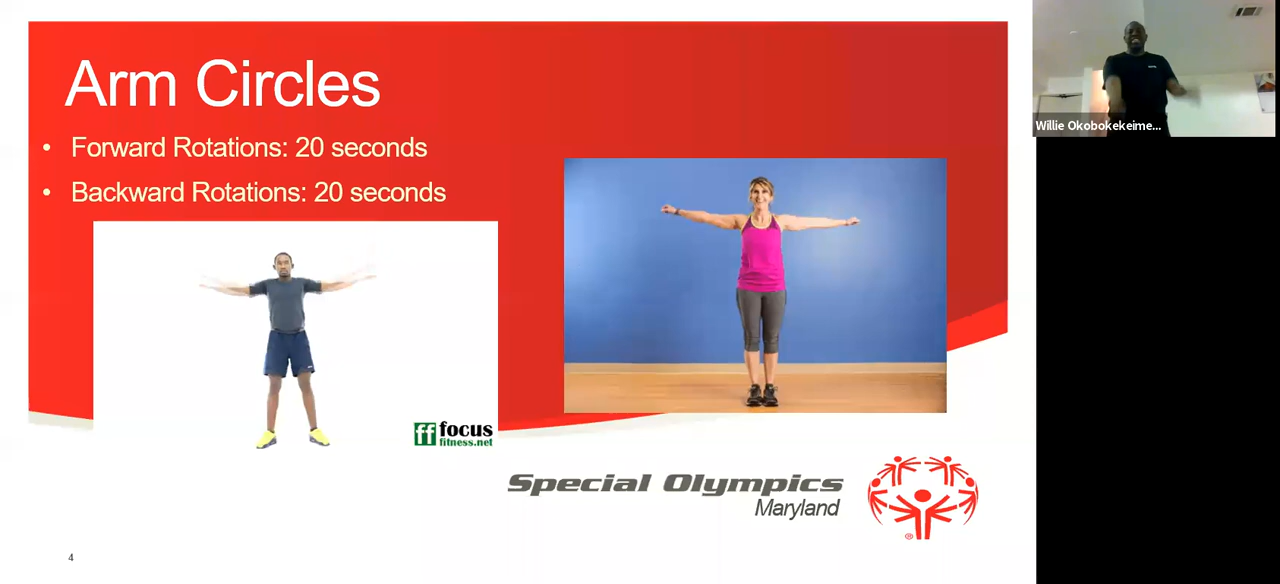 Arm Circles
• Forward Rotations: 20 seconds
• Backward Rotations: 20 seconds
ff focus
fitness.net
Special Olympics
Maryland
®
4
Willie Okobokekeime...